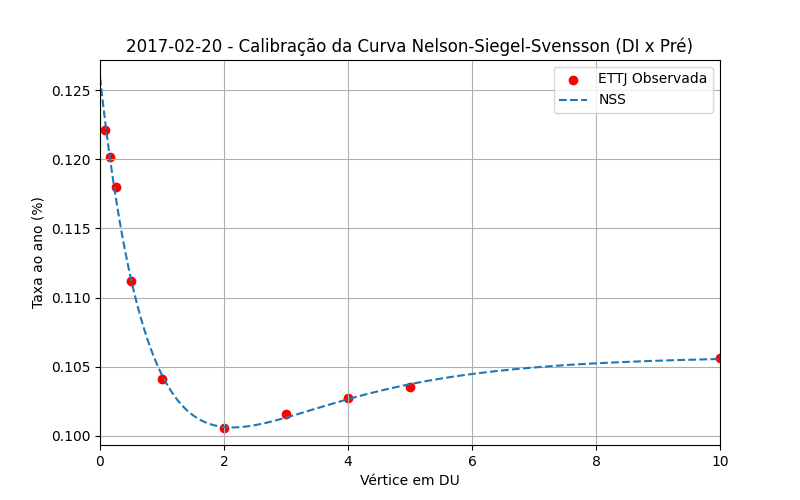 2017-02-20 - Calibração da Curva Nelson-Siegel-Svensson (DI x Pré)
ETTJ Observada
NSS
Taxa ao ano (%)
0.125
0.120
0.115
0.110
0.105
0.100
0 2 4 6 8 10
Vértice em DU